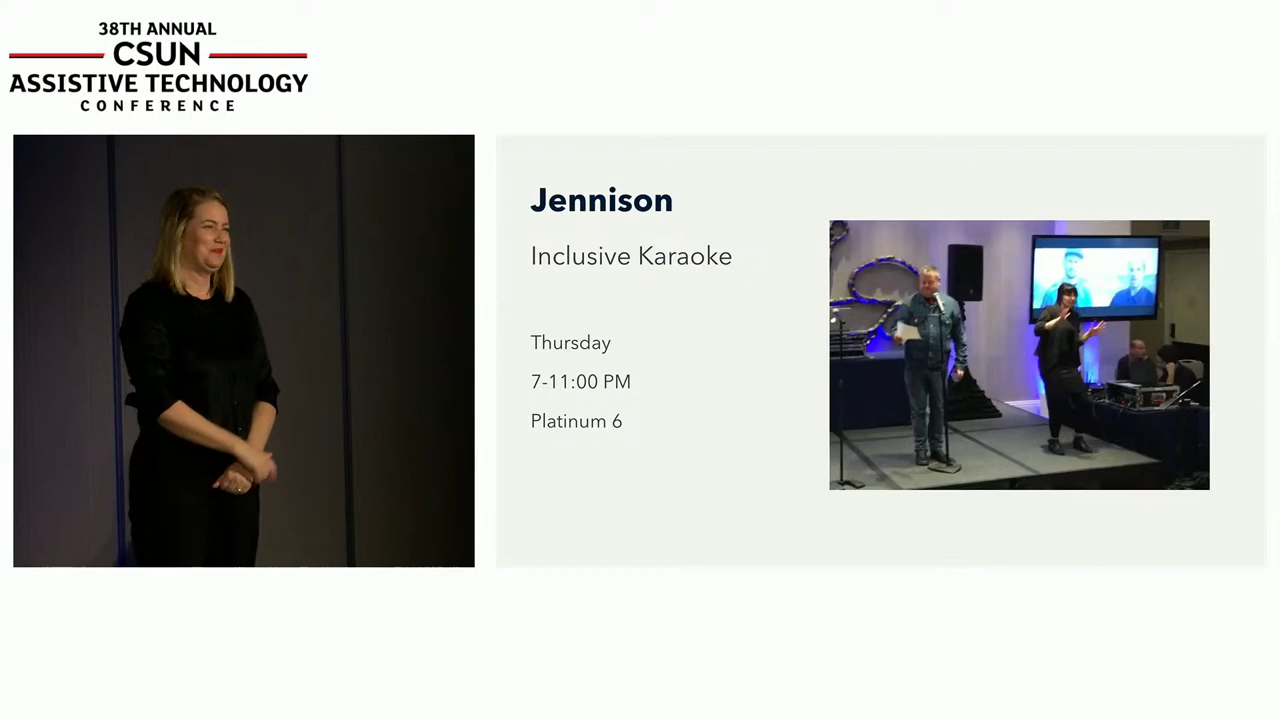 38TH ANNUAL
CSUN
ASSISTIVE TECHNOLOGY
CONFERENCE
Jennison
Inclusive Karaoke
Thursday
7-11:00 PM
Platinum 6